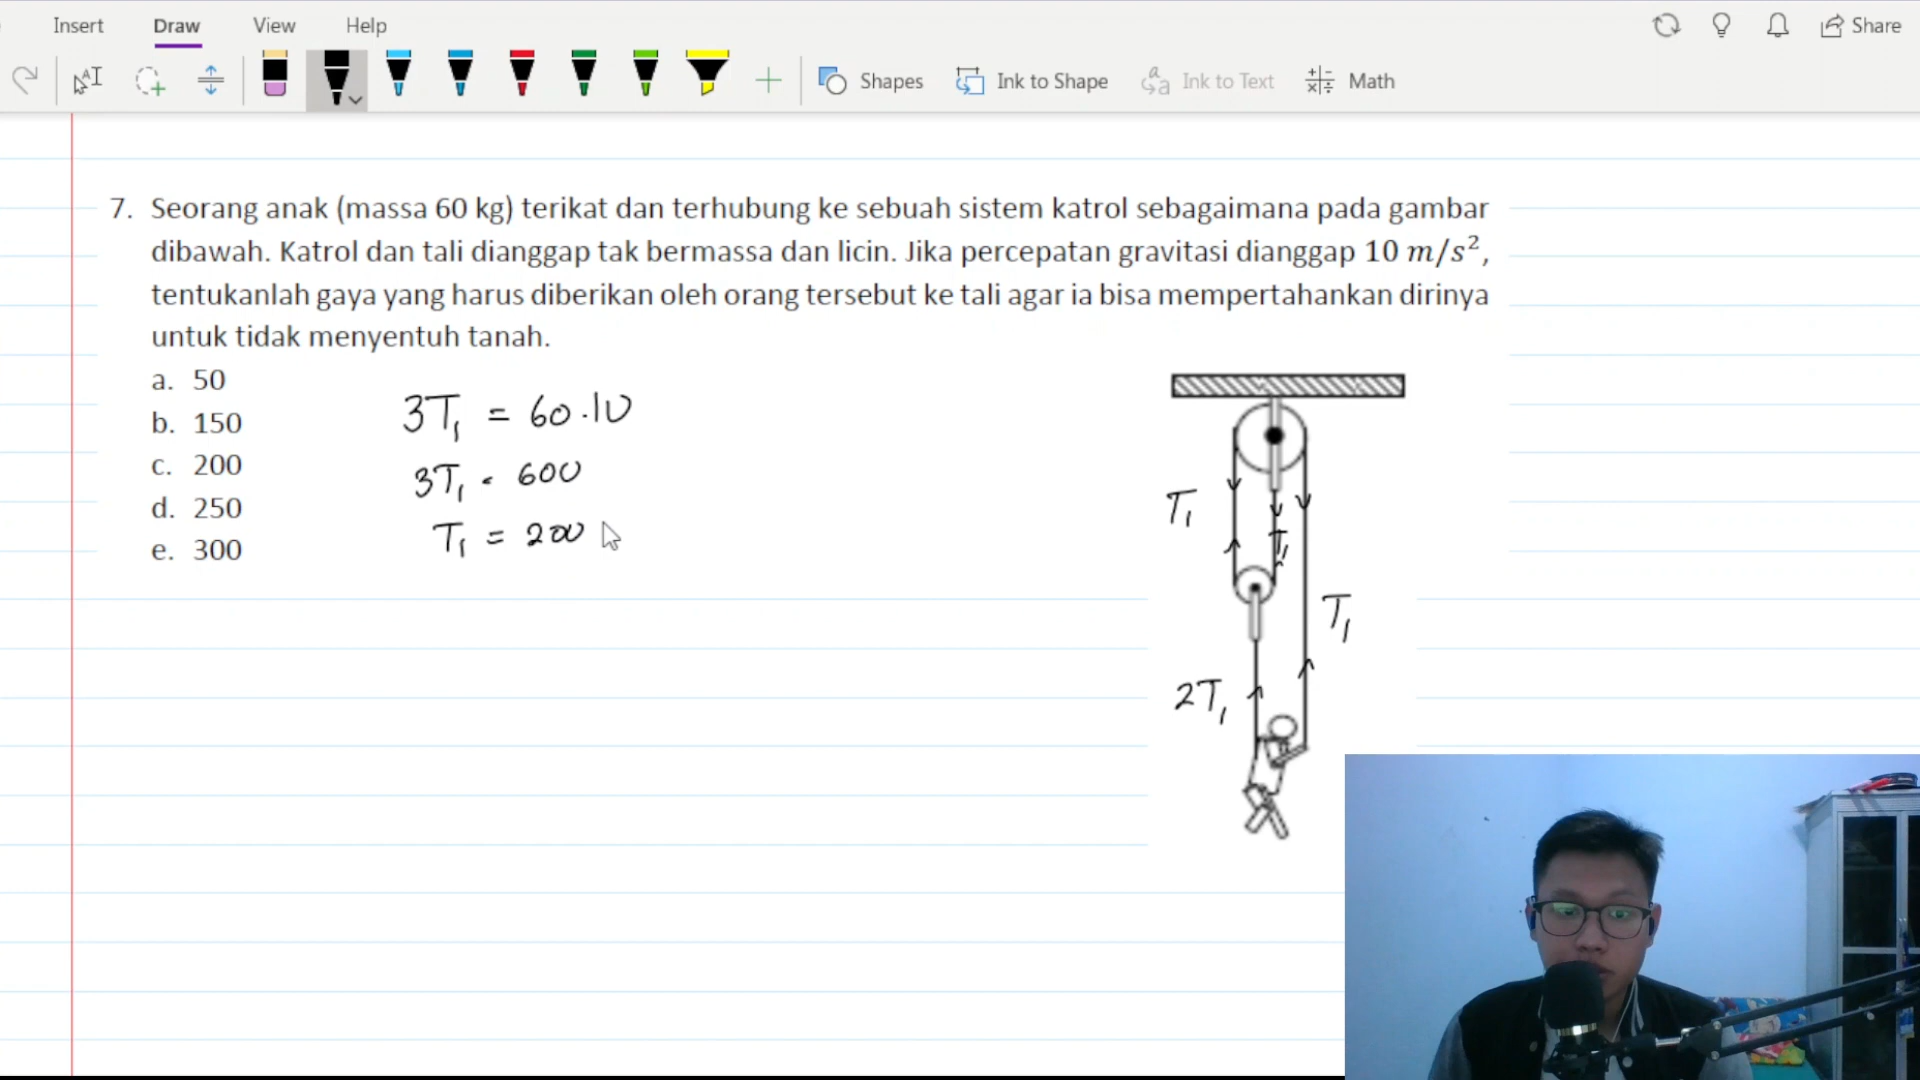 Insert Draw View Help Share
Shapes Ink to Shape Ink to Text Math
7. Seorang anak (massa 60 kg) terikat dan terhubung ke sebuah sistem katrol sebagaimana pada gambar
dibawah. Katrol dan tali dianggap tak bermassa dan licin. Jika percepatan gravitasi dianggap 10 m/s²,
tentukanlah gaya yang harus diberikan oleh orang tersebut ke tali agar ia bisa mempertahankan dirinya
untuk tidak menyentuh tanah.
a. 50
b. 150
c. 200
d. 250
e. 300
3T₁ = 60.10
3T₁ = 600
T₁ = 200
T₁
T₁
T₁
2T₁